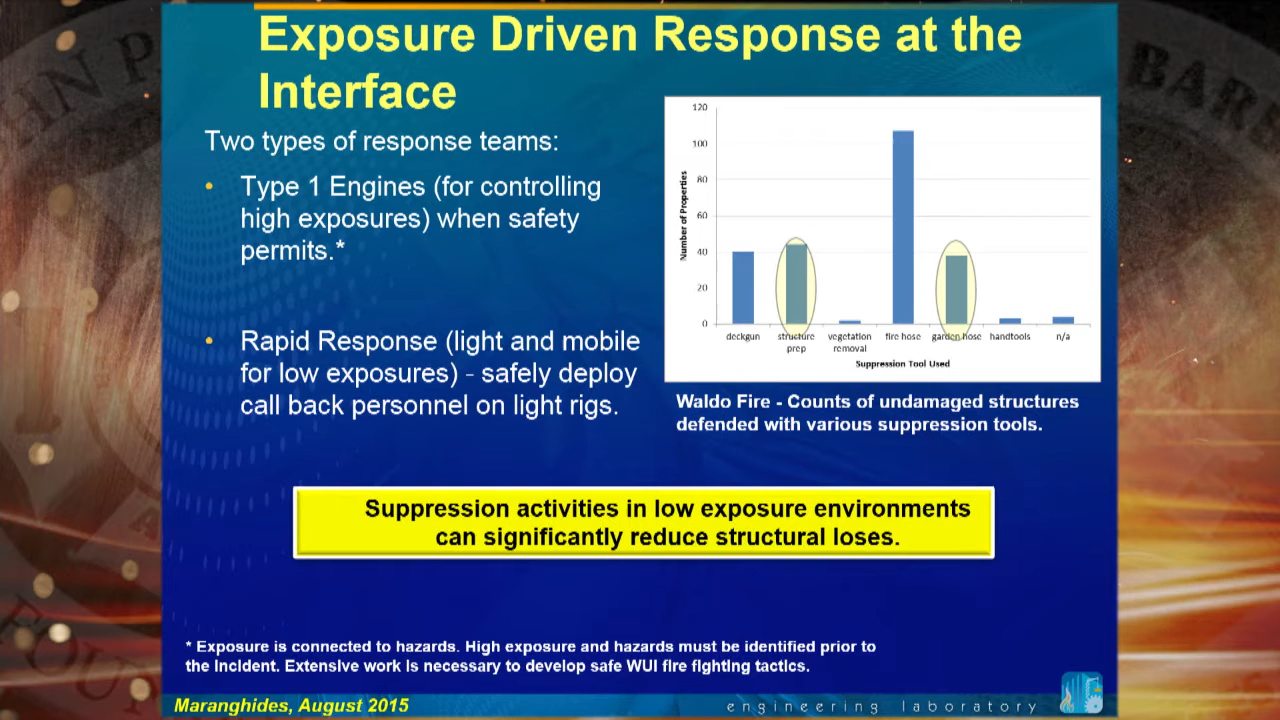 Exposure Driven Response at the
Interface
Two types of response teams:
• Type 1 Engines (for controlling
high exposures) when safety
permits.*
• Rapid Response (light and mobile
for low exposures) - safely deploy
call back personnel on light rigs.
120
100
80
60
40
20
0
Number of Properties
deckgun structure prep vegetation removal fire hose garden hose handtools n/a
Suppression Tool Used
Waldo Fire - Counts of undamaged structures
defended with various suppression tools.
Suppression activities in low exposure environments
can significantly reduce structural loses.
* Exposure is connected to hazards. High exposure and hazards must be identified prior to
the incident. Extensive work is necessary to develop safe WUI fire fighting tactics.
Maranghides, August 2015
engineering laboratory
BAR